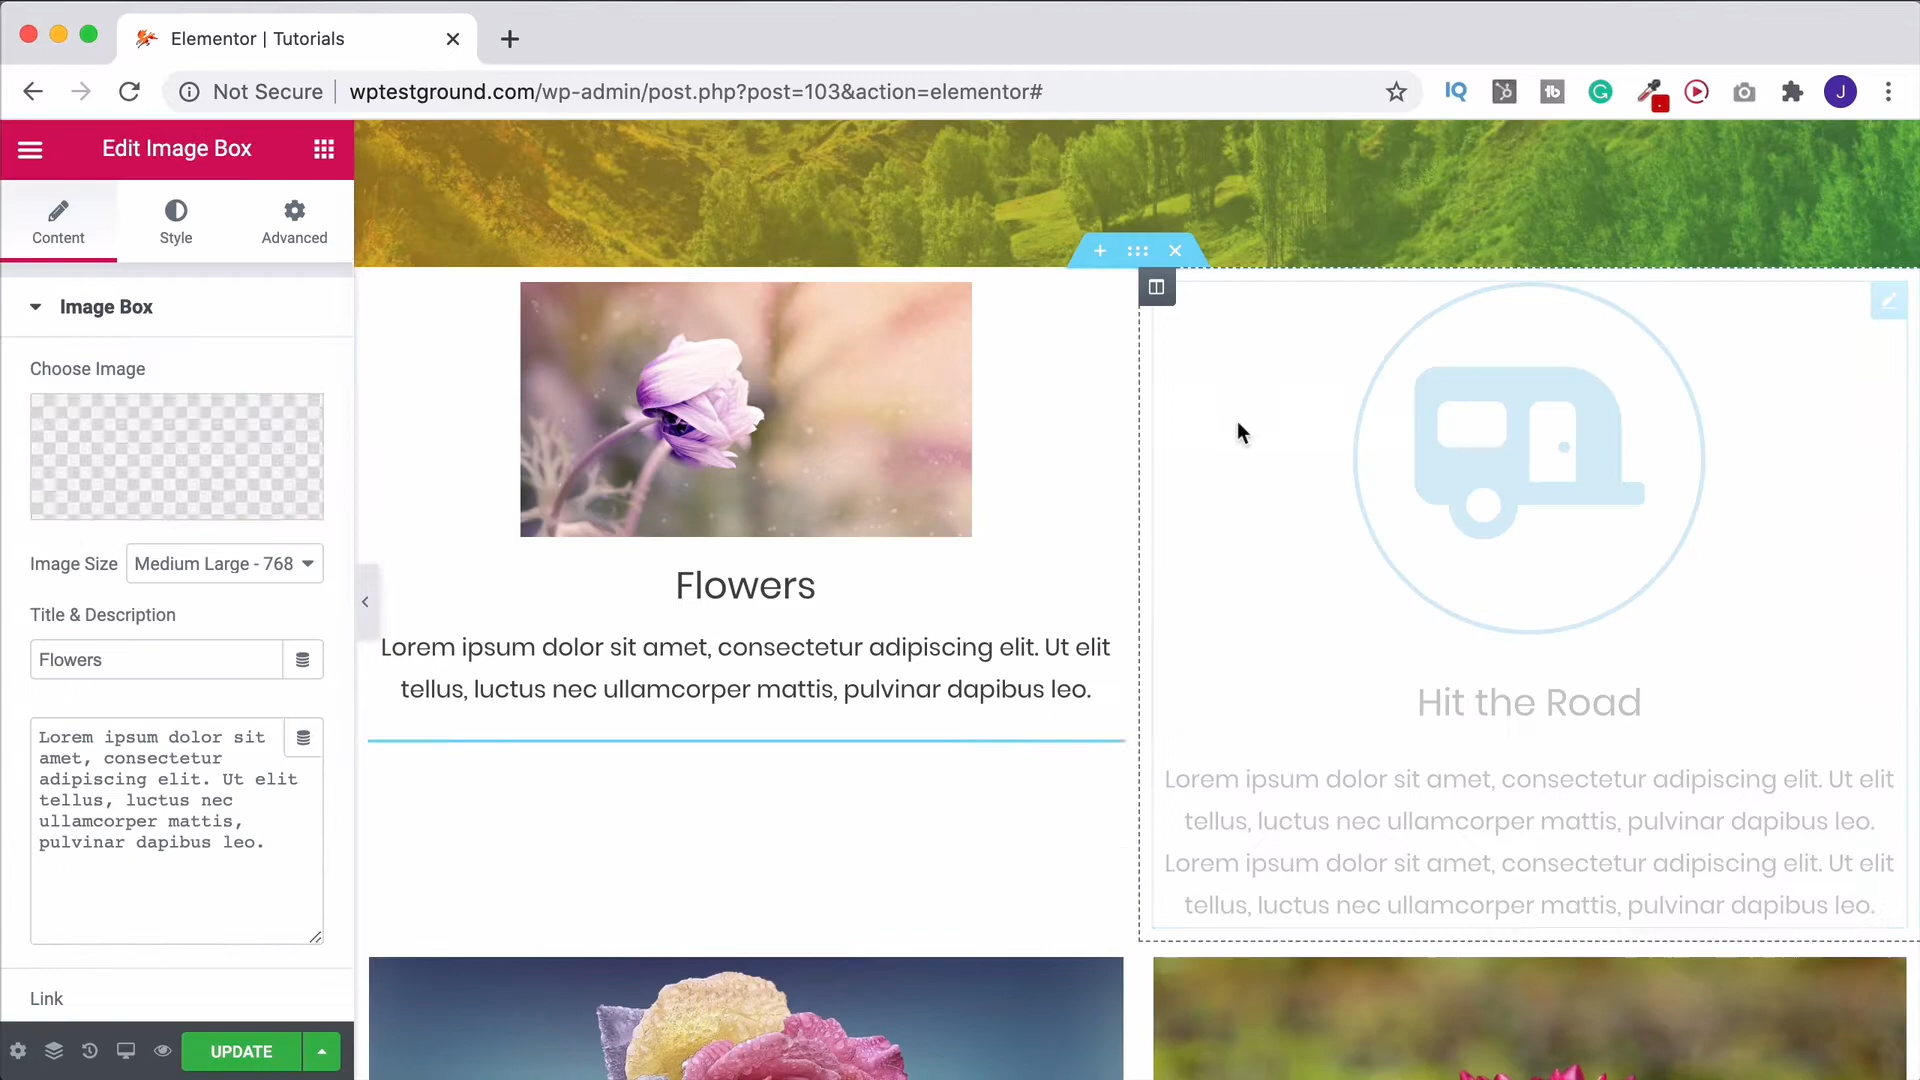 Elementor | Tutorials
Not Secure
wptestground.com/wp-admin/post.php?post=103&action=elementor#
IQ
tb
G
J
Edit Image Box
Content
Style
Advanced
Image Box
Choose Image
Image Size
Medium Large - 768
Title & Description
Flowers
Lorem ipsum dolor sit
amet, consectetur
adipiscing elit. Ut elit
tellus, luctus nec
ullamcorper mattis,
pulvinar dapibus leo.
Link
UPDATE
Flowers
Lorem ipsum dolor sit amet, consectetur adipiscing elit. Ut elit
tellus, luctus nec ullamcorper mattis, pulvinar dapibus leo.
Hit the Road
Lorem ipsum dolor sit amet, consectetur adipiscing elit. Ut elit
tellus, luctus nec ullamcorper mattis, pulvinar dapibus leo.
Lorem ipsum dolor sit amet, consectetur adipiscing elit. Ut elit
tellus, luctus nec ullamcorper mattis, pulvinar dapibus leo.